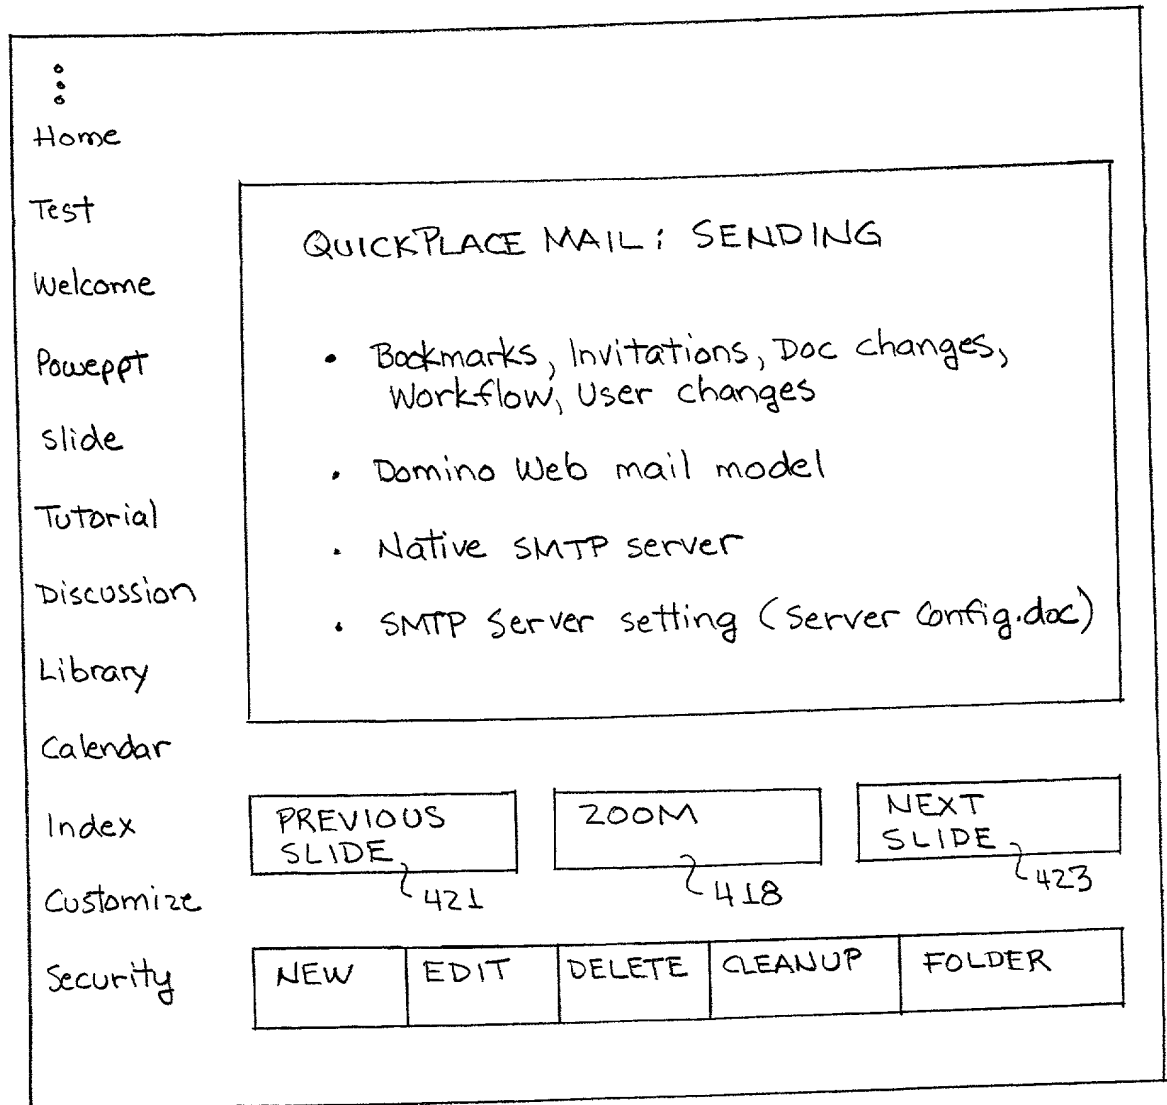 Home
Test
Welcome
Poweppt
slide
Tutorial
Discussion
Library
Calendar
Index
Customize
Security
QUICKPLACE MAIL: SENDING
• Bookmarks, Invitations, Doc changes,
Workflow, User changes
• Domino Web mail model
• Native SMTP server
• SMTP Server setting (Server Config.doc)
PREVIOUS
SLIDE
421
ZOOM
418
NEXT
SLIDE
423
NEW EDIT DELETE CLEANUP FOLDER